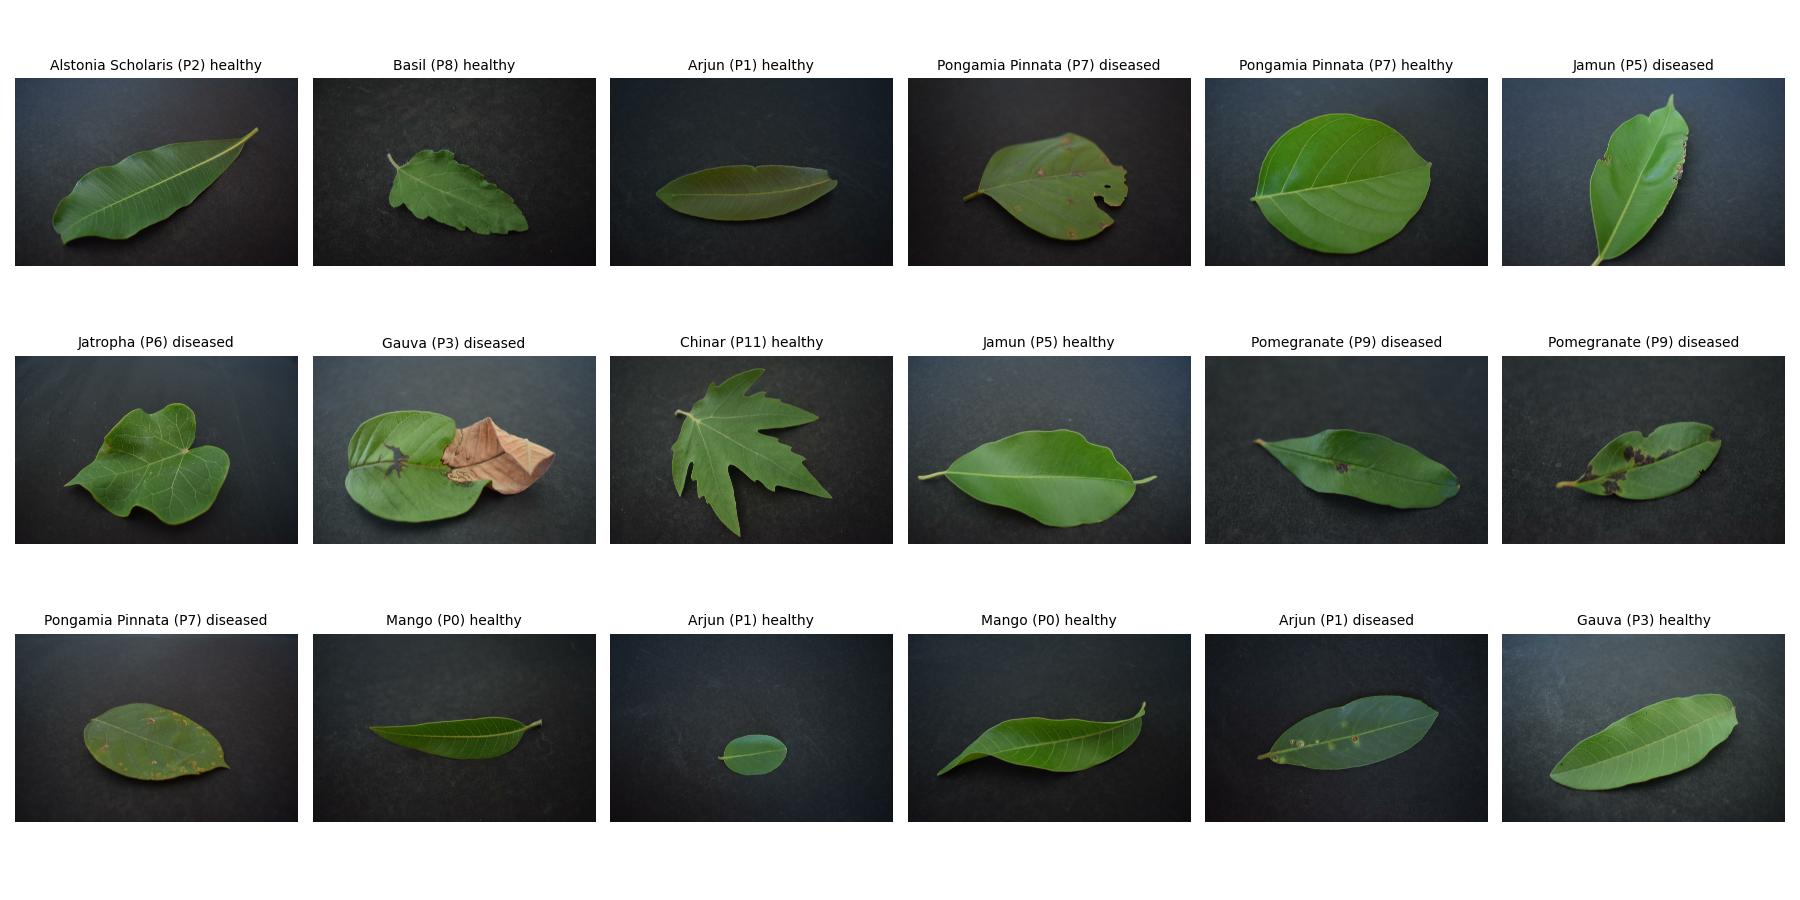 Alstonia Scholaris (P2) healthy
Basil (P8) healthy
Arjun (P1) healthy
Pongamia Pinnata (P7) diseased
Pongamia Pinnata (P7) healthy
Jamun (P5) diseased
Jatropha (P6) diseased
Gauva (P3) diseased
Chinar (P11) healthy
Jamun (P5) healthy
Pomegranate (P9) diseased
Pomegranate (P9) diseased
Pongamia Pinnata (P7) diseased
Mango (P0) healthy
Arjun (P1) healthy
Mango (P0) healthy
Arjun (P1) diseased
Gauva (P3) healthy